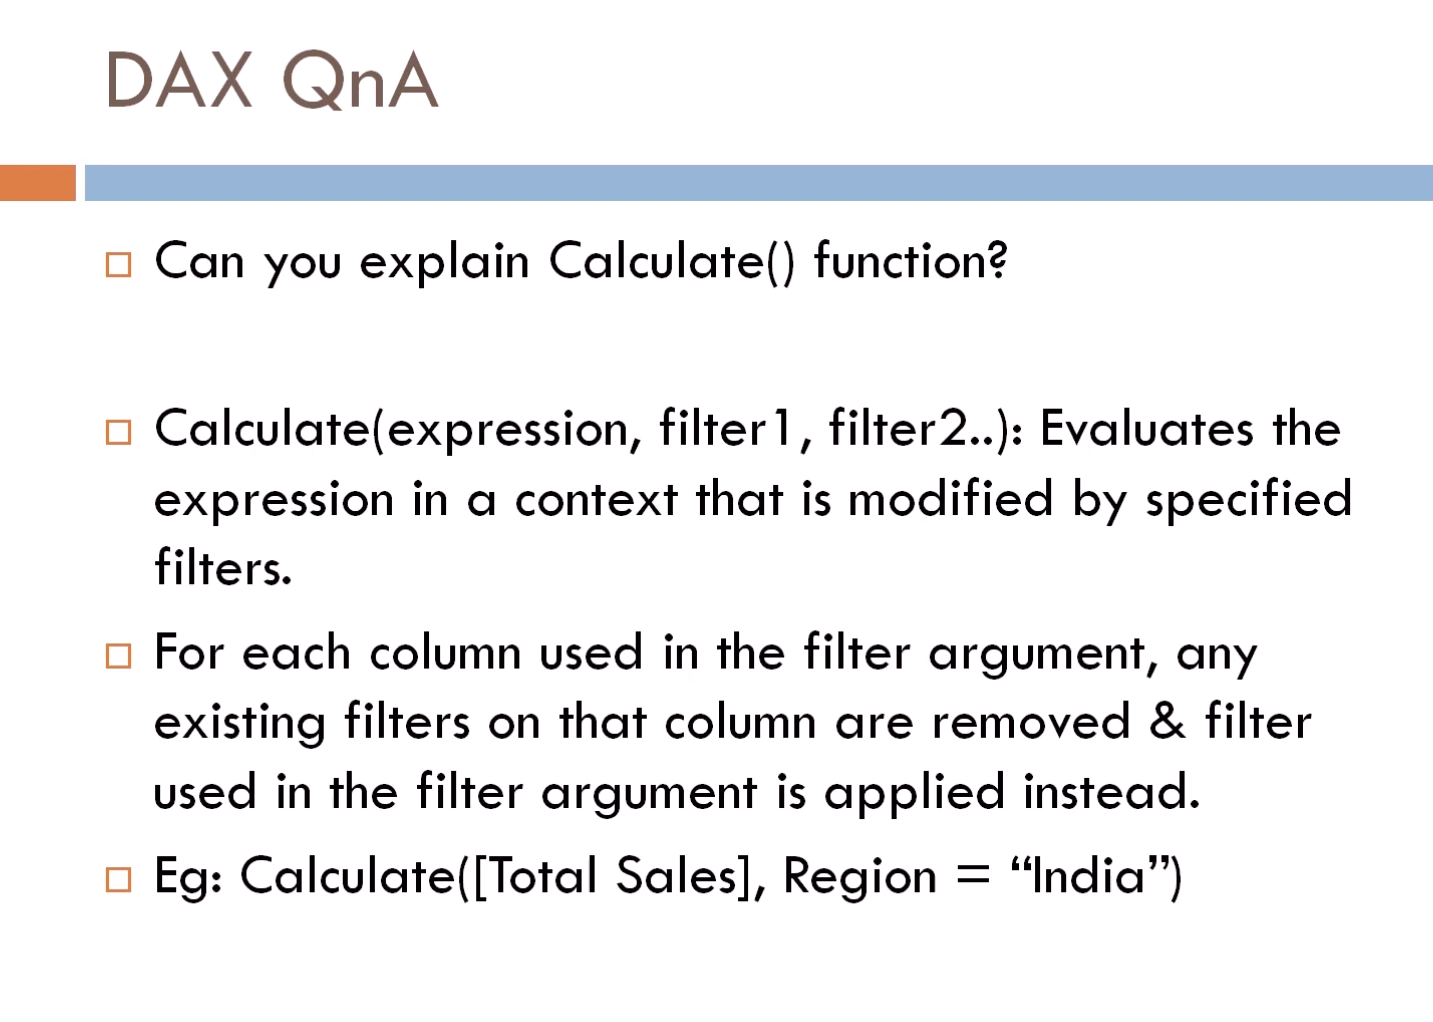 DAX QnA
Can you explain Calculate() function?
Calculate(expression, filter1, filter2..): Evaluates the
expression in a context that is modified by specified
filters.
For each column used in the filter argument, any
existing filters on that column are removed & filter
used in the filter argument is applied instead.
Eg: Calculate([Total Sales], Region = “India”)